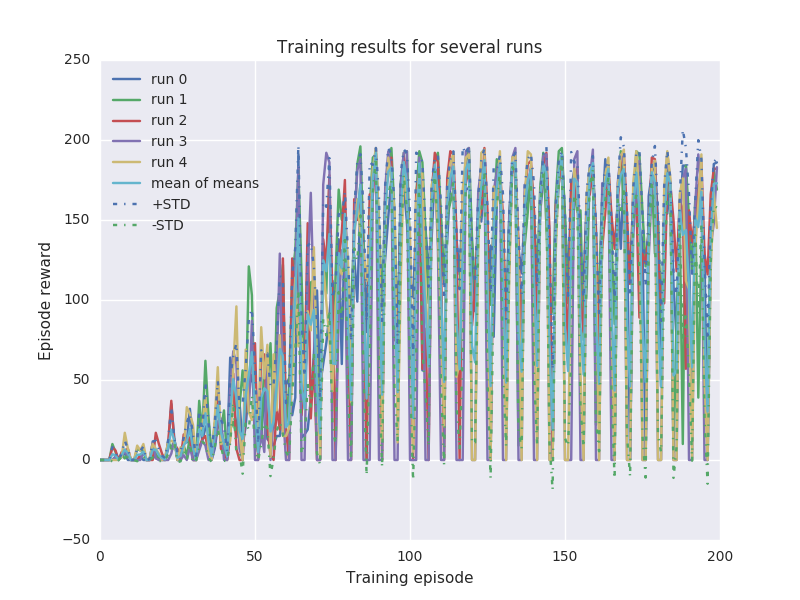 Training results for several runs
250
200
150
100
50
0
−50
run 0
run 1
run 2
run 3
run 4
mean of means
+STD
-STD
Episode reward
0
50
100
150
200
Training episode